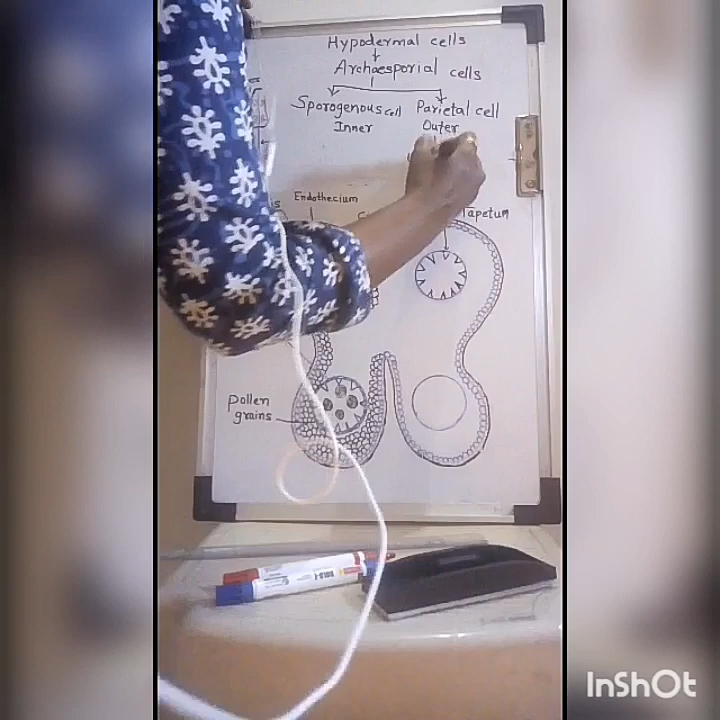 Hypodermal cells
Archaesporial cells
Sporogenous cell Parietal cell
Inner Outer
Endothecium
Tapetum
pollen
grains
InShOt